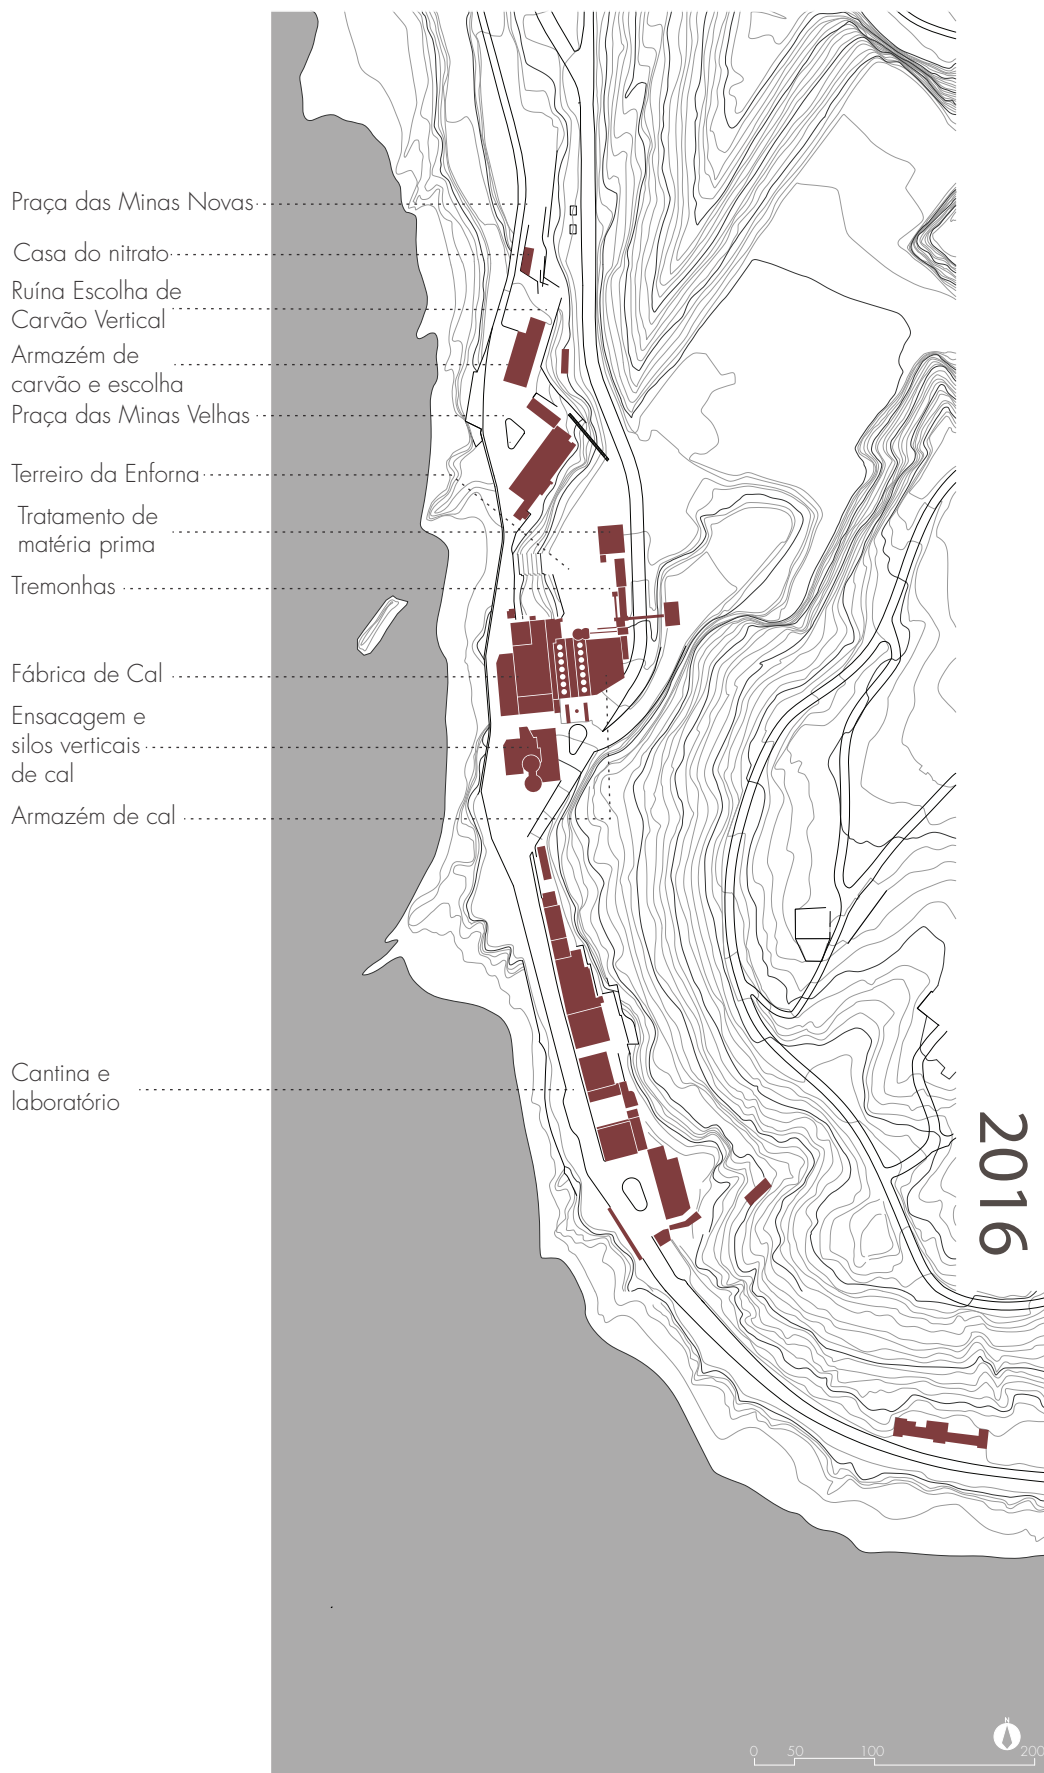 Praça das Minas Novas
Casa do nitrato
Ruína Escolha de
Carvão Vertical
Armazém de
carvão e escolha
Praça das Minas Velhas
Terreiro da Enforna
Tratamento de
matéria prima
Tremonhas
Fábrica de Cal
Ensacagem e
silos verticais
de cal
Armazém de cal
Cantina e
laboratório
2016
N
0 50 100 200